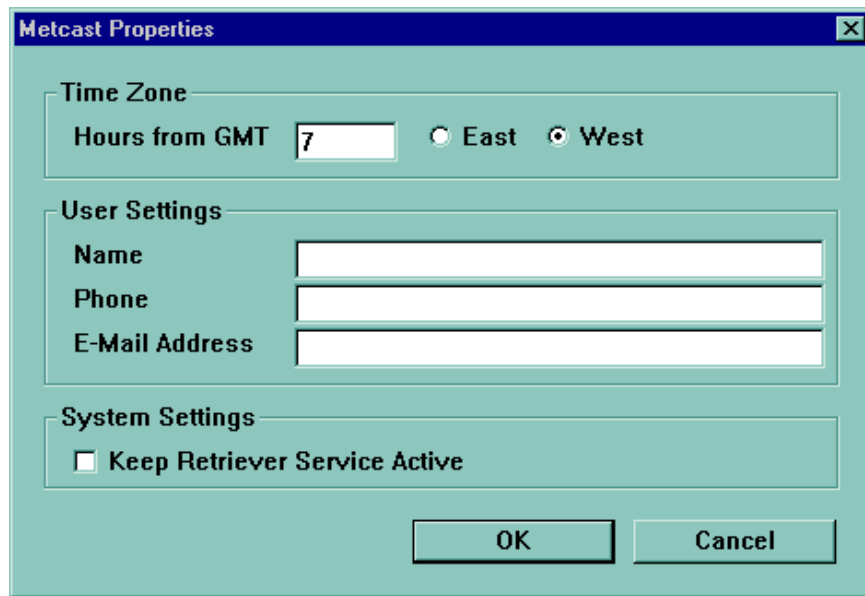 Metcast Properties
Time Zone
Hours from GMT 7 East West
User Settings
Name
Phone
E-Mail Address
System Settings
Keep Retriever Service Active
OK Cancel